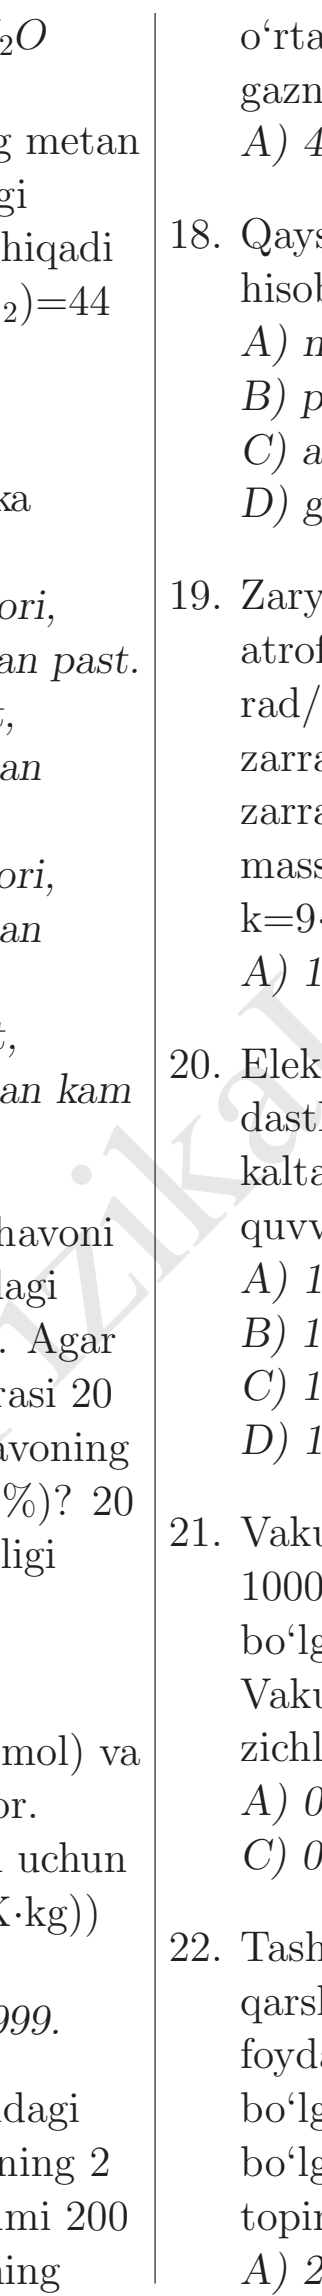 ₂O
g metan
gi
hiqadi
₂)=44
ka
ori,
an past.
t,
an
ori,
an
t,
an kam
havoni
lagi
. Agar
rasi 20
avoning
%)? 20
ligi
mol) va
or.
uchun
K·kg))
999.
dagi
ning 2
mi 200
ning
o‘rta
gazn
A) 4
18. Qays
hisob
A) n
B) p
C) a
D) g
19. Zary
atrof
rad/
zarra
zarra
mass
k=9·
A) 1
20. Elek
dastl
kalta
quvv
A) 1
B) 1
C) 1
D) 1
21. Vaku
1000
bo‘lg
Vaku
zichl
A) 0
C) 0
22. Tash
qarsh
foyda
bo‘lg
bo‘lg
topin
A) 2